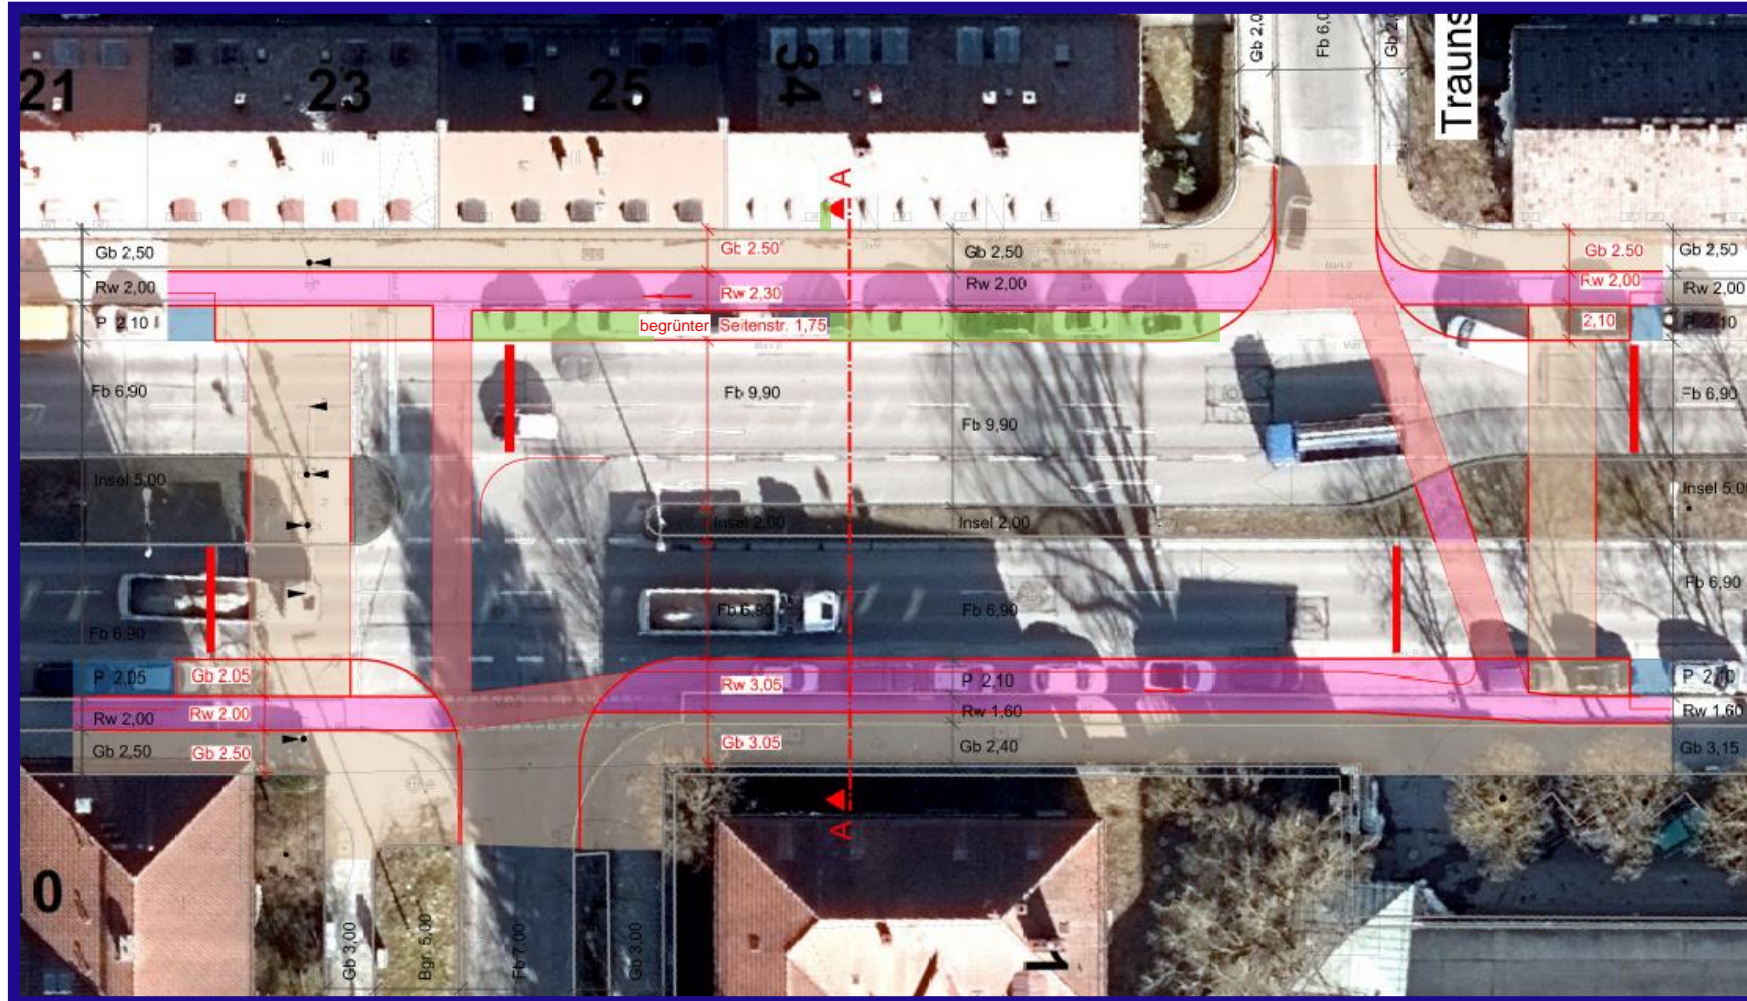 21
23
25
34
Gb 2,0
Fb 6,0
Gb 2,
Trauns
A
Gb 2,50
Gb 2.50
Gb 2,50
Gb 2.50
Gb 2,50
Rw 2,00
Rw 2,30
Rw 2,00
Rw 2,00
Rw 2,00
P 2,10
begrünter Seitenstr. 1,75
2,10
P 2,10
Fb 6,90
Fb 9,90
Fb 9,90
Fb 6,90
Insel 5,00
Insel 2,00
Insel 2,00
Insel 5,0
Fb 6,90
Fb 6,90
Fb 6,90
Fb 6,90
P 2,05
Gb 2.05
Rw 3,05
P 2,10
P 2,10
Rw 2,00
Rw 2.00
Rw 1,60
Rw 1,60
Gb 2,50
Gb 2.50
Gb 3.05
Gb 2,40
Gb 3,15
A
10
Gb 3,00
Bgr. 5,00
Fb 7,00
Gb 3,00
1